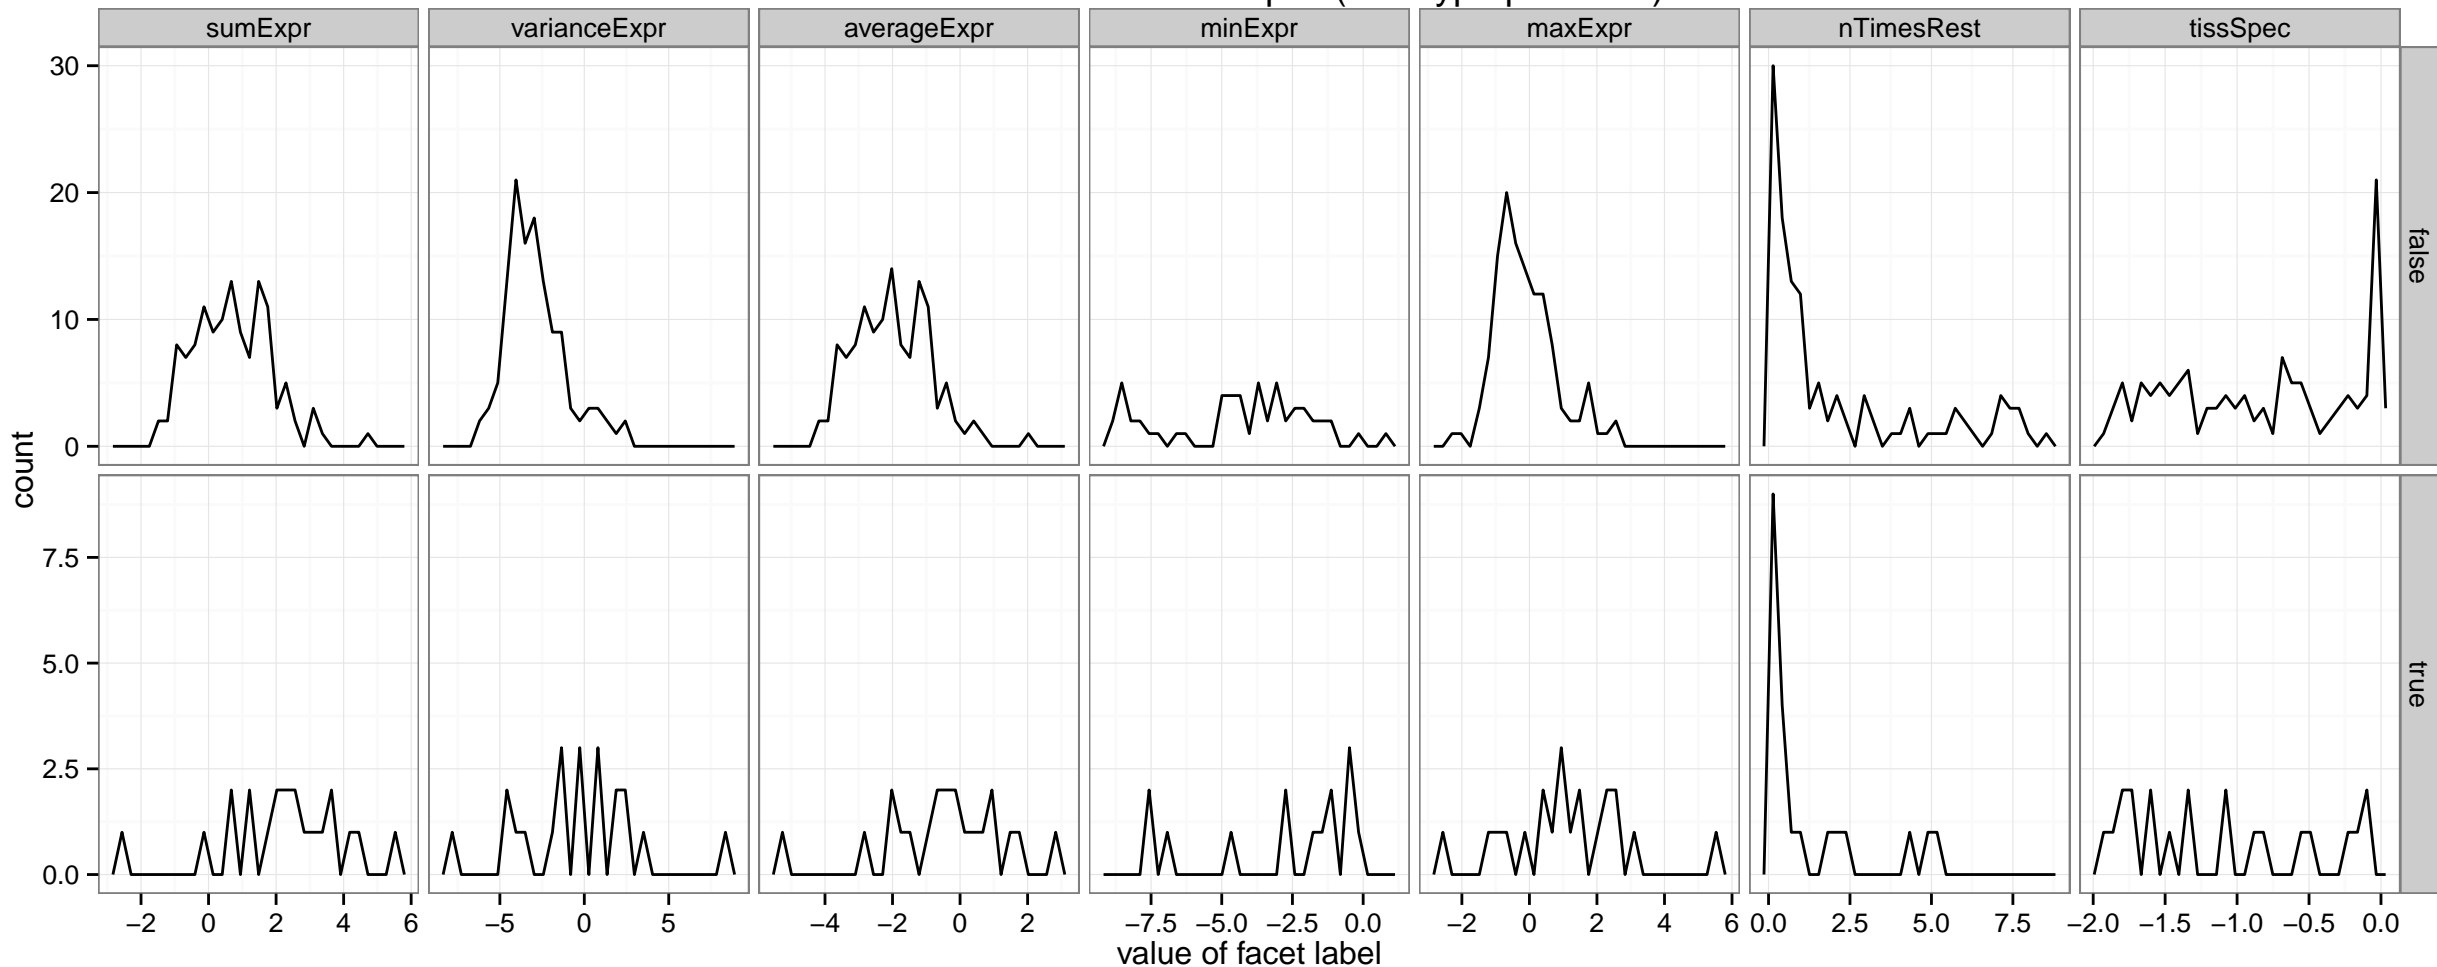 sumExpr varianceExpr averageExpr minExpr maxExpr nTimesRest tissSpec
30
20
10
0
false
count
7.5
5.0
2.5
0.0
true
−2 0 2 4 6 −5 0 5 −4 −2 0 2 −7.5 −5.0 −2.5 0.0 −2 0 2 4 6 0.0 2.5 5.0 7.5 −2.0 −1.5 −1.0 −0.5 0.0
value of facet label